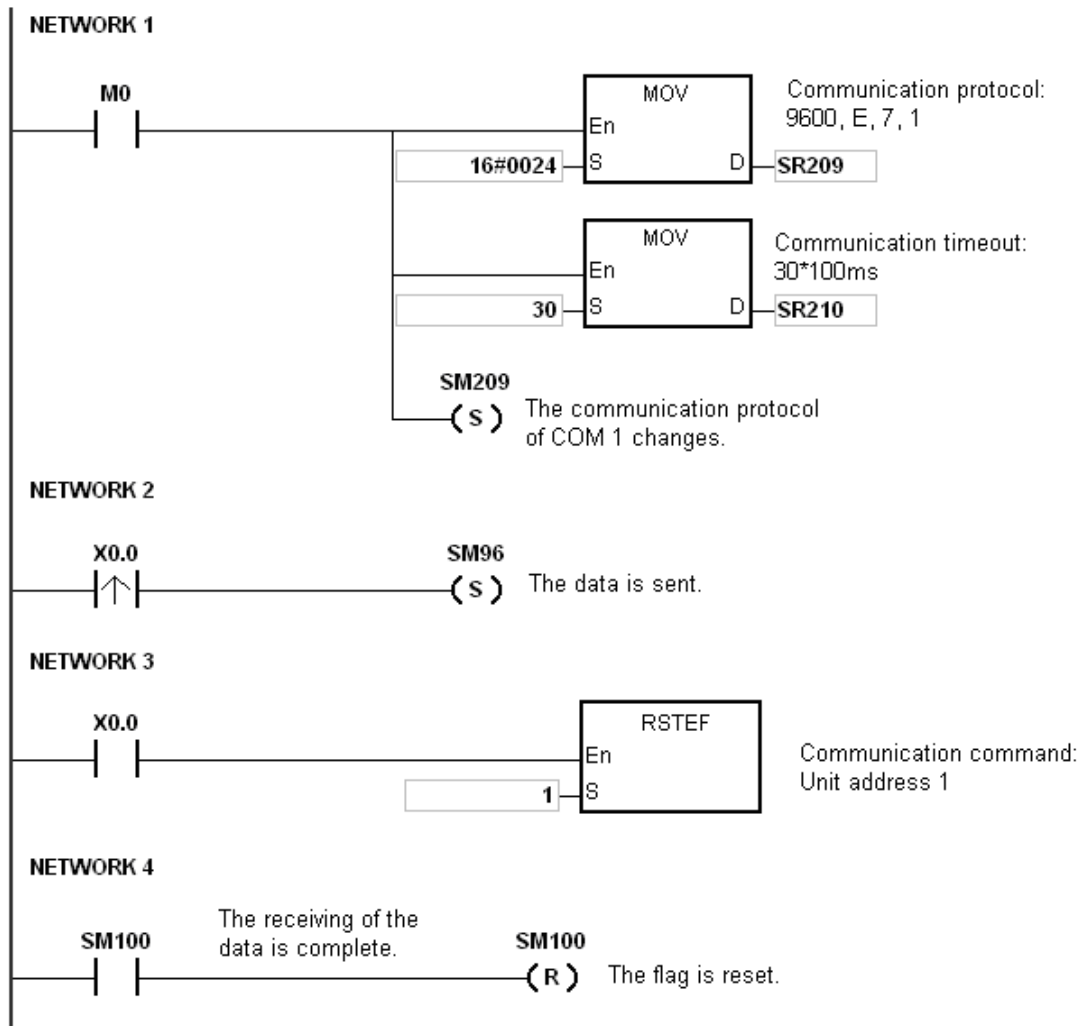 NETWORK 1
M0
MOV
Communication protocol:
9600, E, 7, 1
En
16#0024
S
D
SR209
MOV
Communication timeout:
30*100ms
En
30
S
D
SR210
SM209
( S )
The communication protocol
of COM 1 changes.
NETWORK 2
X0.0
SM96
( S )
The data is sent.
NETWORK 3
X0.0
RSTEF
En
Communication command:
Unit address 1
1
S
NETWORK 4
The receiving of the
data is complete.
SM100
SM100
( R )
The flag is reset.